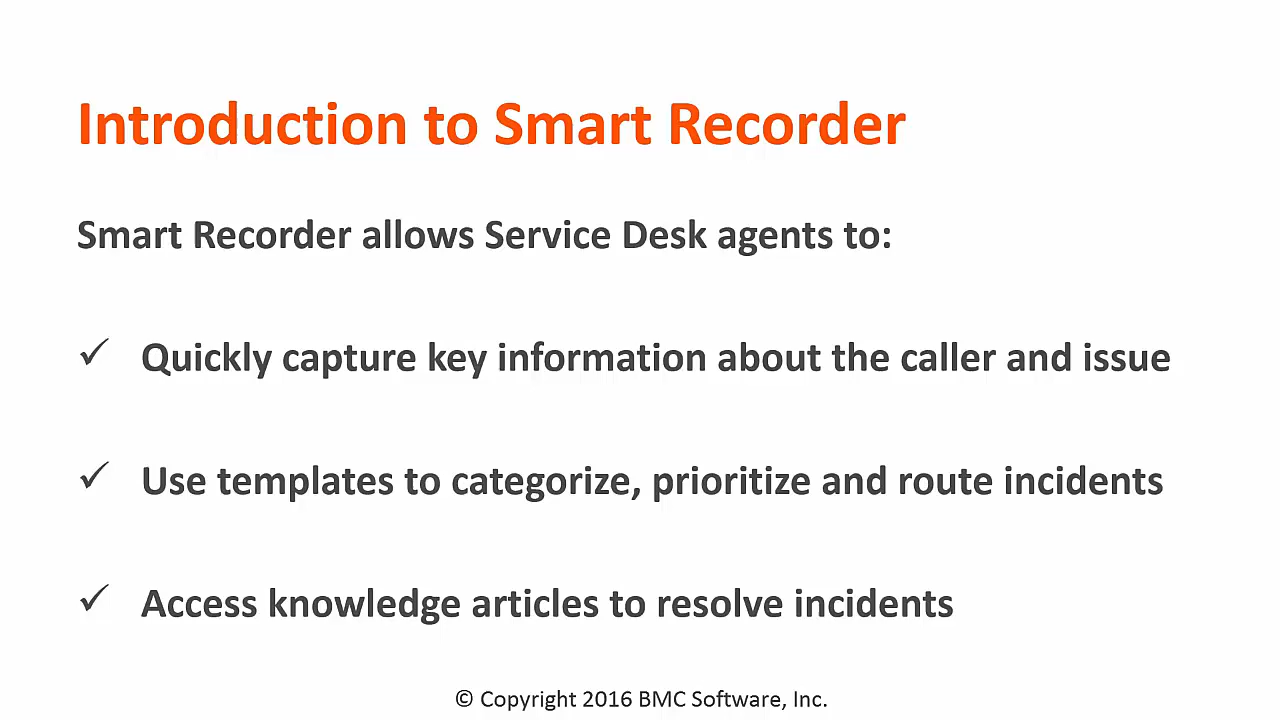 Introduction to Smart Recorder
Smart Recorder allows Service Desk agents to:
✓ Quickly capture key information about the caller and issue
✓ Use templates to categorize, prioritize and route incidents
✓ Access knowledge articles to resolve incidents
© Copyright 2016 BMC Software, Inc.